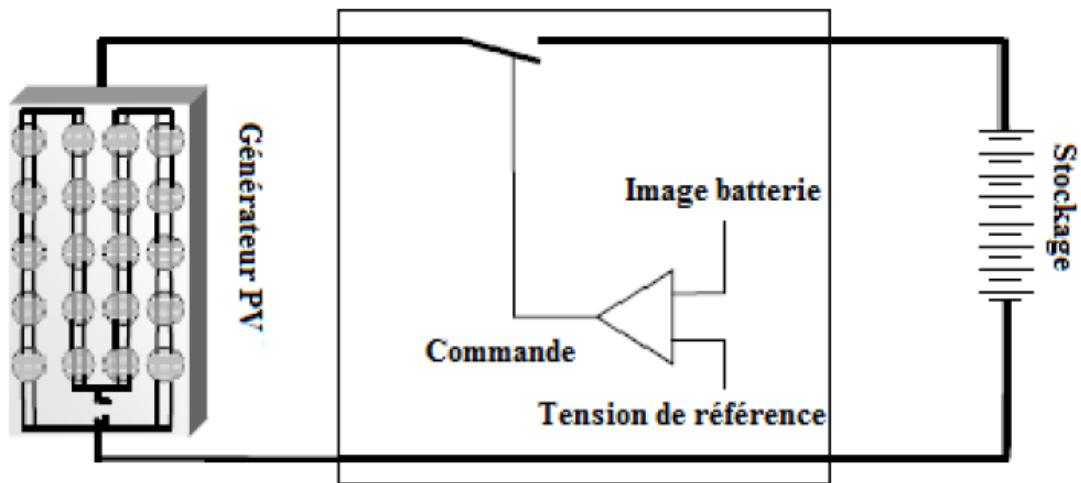 Générateur PV
Image batterie
Commande
Tension de référence
Stockage